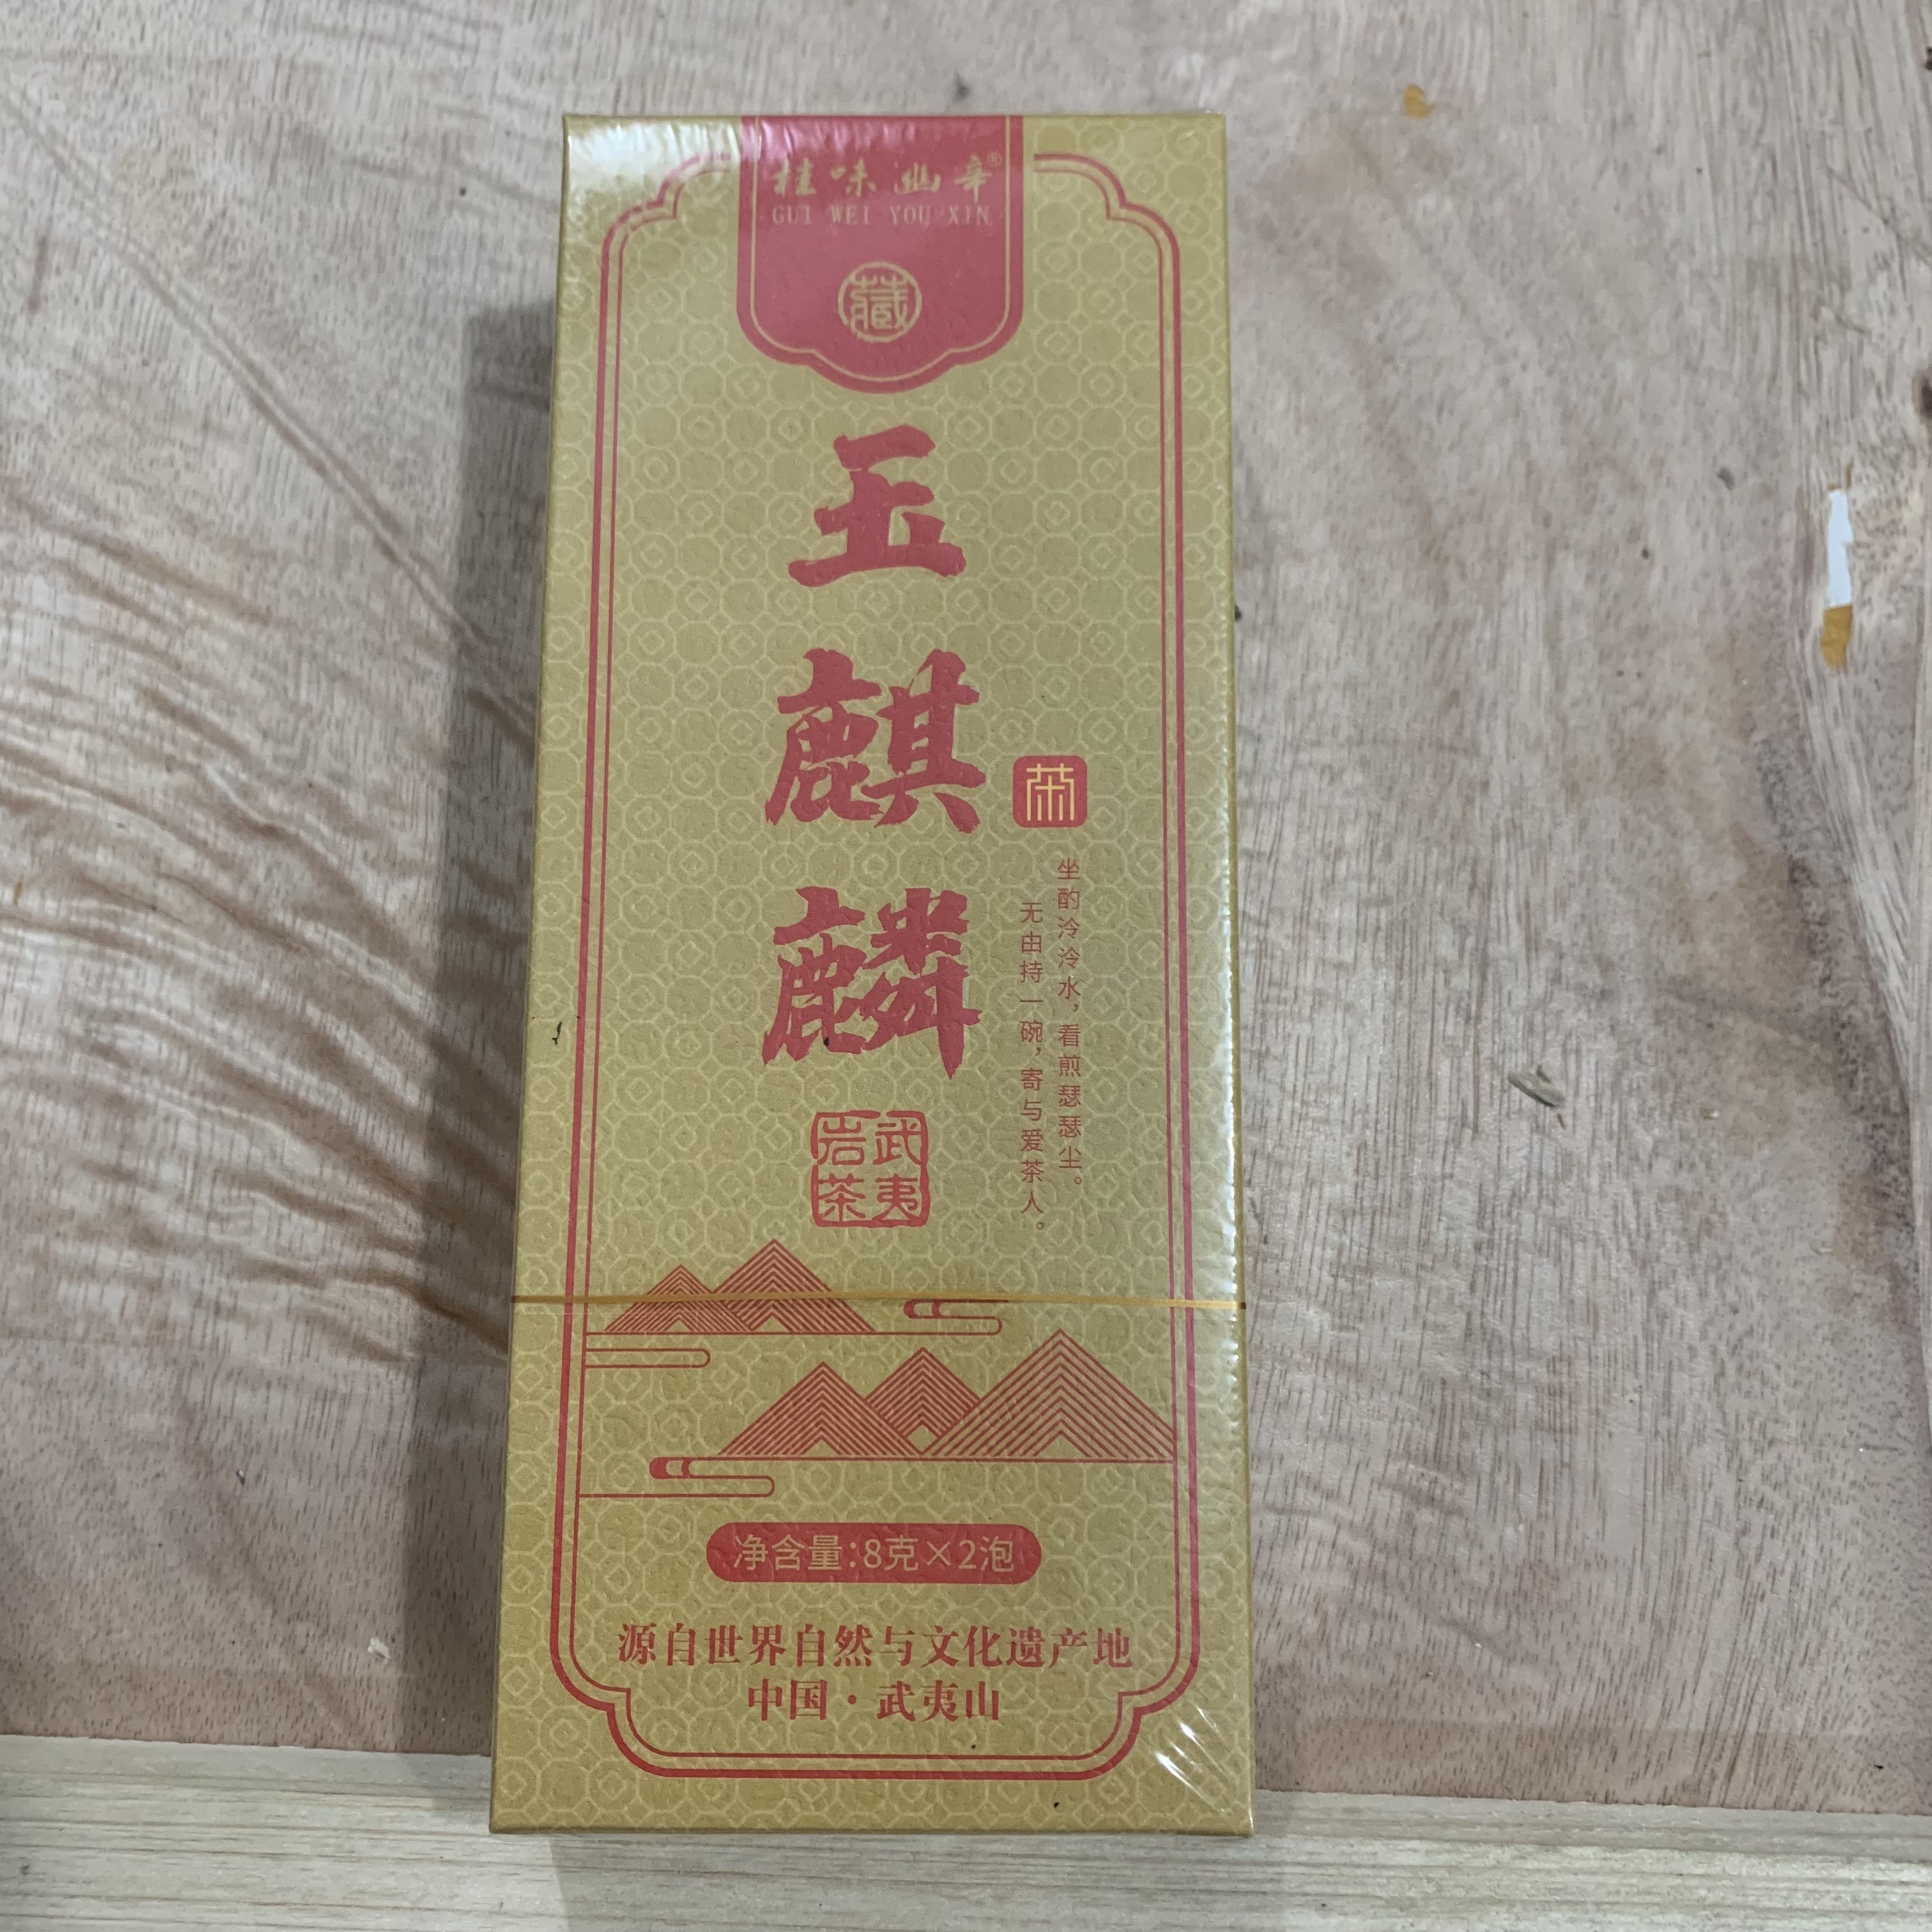 桂味幽辛®
GUI WEI YOU XIN
藏
玉麒麟
茶
坐酌泠泠水，看煎瑟瑟尘。
无由持一碗，寄与爱茶人。
武夷
岩茶
净含量:8克×2泡
源自世界自然与文化遗产地
中国·武夷山